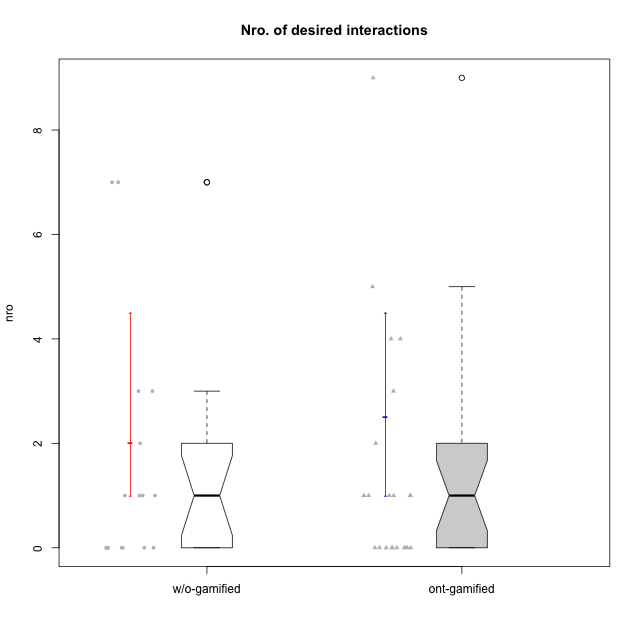 Nro. of desired interactions
nro
8
6
4
2
0
w/o-gamified
ont-gamified